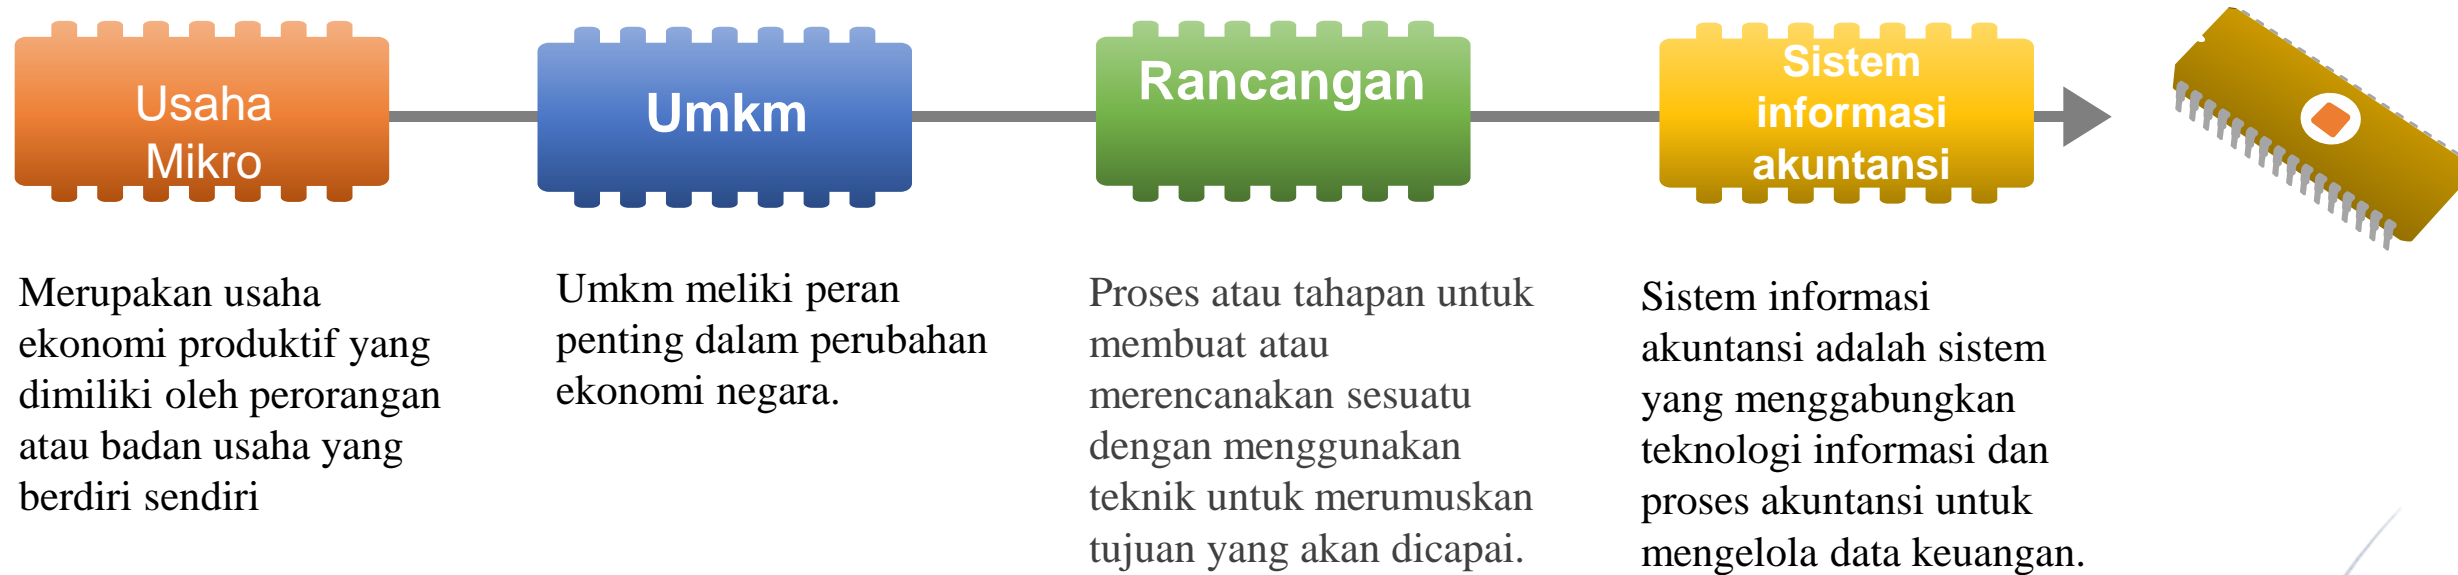 Usaha
Mikro
Merupakan usaha
ekonomi produktif yang
dimiliki oleh perorangan
atau badan usaha yang
berdiri sendiri
Umkm
Umkm meliki peran
penting dalam perubahan
ekonomi negara.
Rancangan
Proses atau tahapan untuk
membuat atau
merencanakan sesuatu
dengan menggunakan
teknik untuk merumuskan
tujuan yang akan dicapai.
Sistem
informasi
akuntansi
Sistem informasi
akuntansi adalah sistem
yang menggabungkan
teknologi informasi dan
proses akuntansi untuk
mengelola data keuangan.